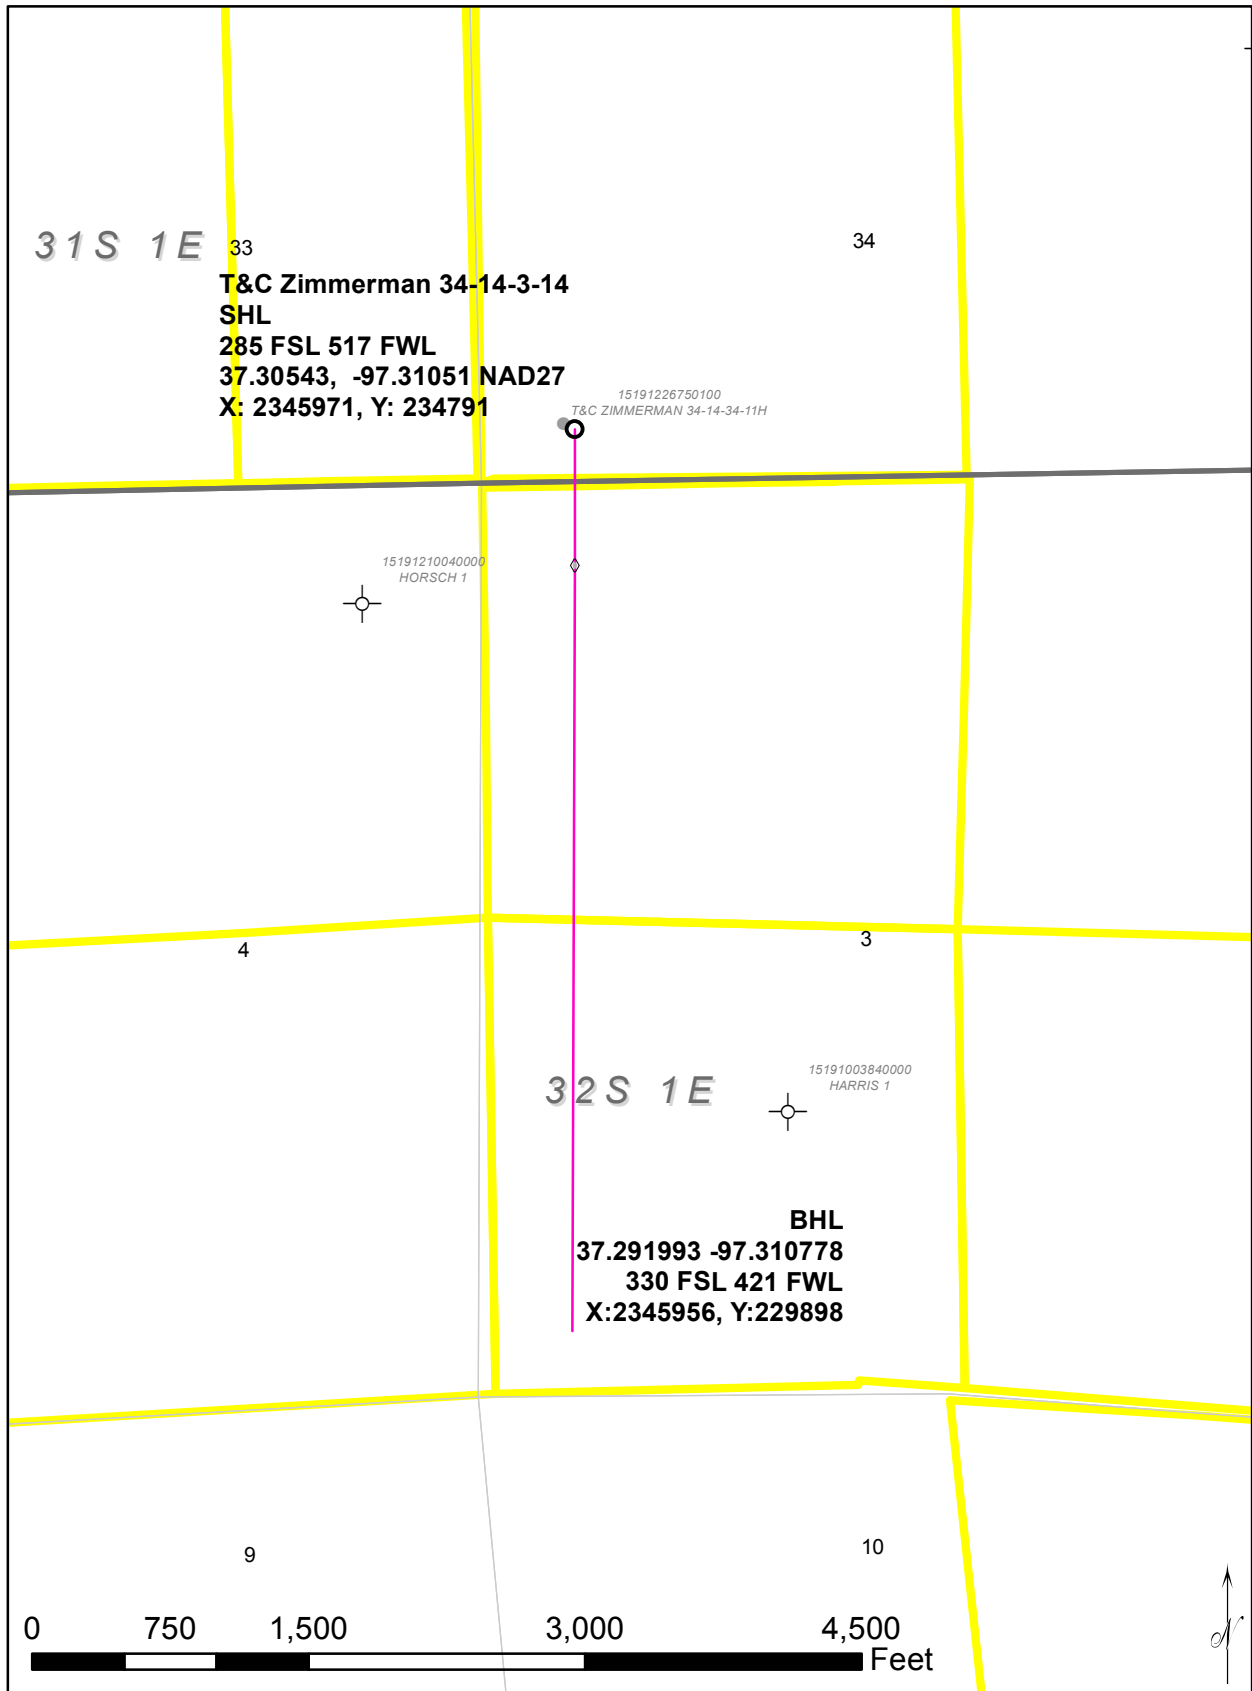 31S 1E
33
34
T&C Zimmerman 34-14-3-14
SHL
285 FSL 517 FWL
37.30543, -97.31051 NAD27
X: 2345971, Y: 234791
15191226750100
T&C ZIMMERMAN 34-14-34-11H
15191210040000
HORSCH 1
4
3
32S 1E
15191003840000
HARRIS 1
BHL
37.291993 -97.310778
330 FSL 421 FWL
X:2345956, Y:229898
9
10
0 750 1,500 3,000 4,500
Feet
N